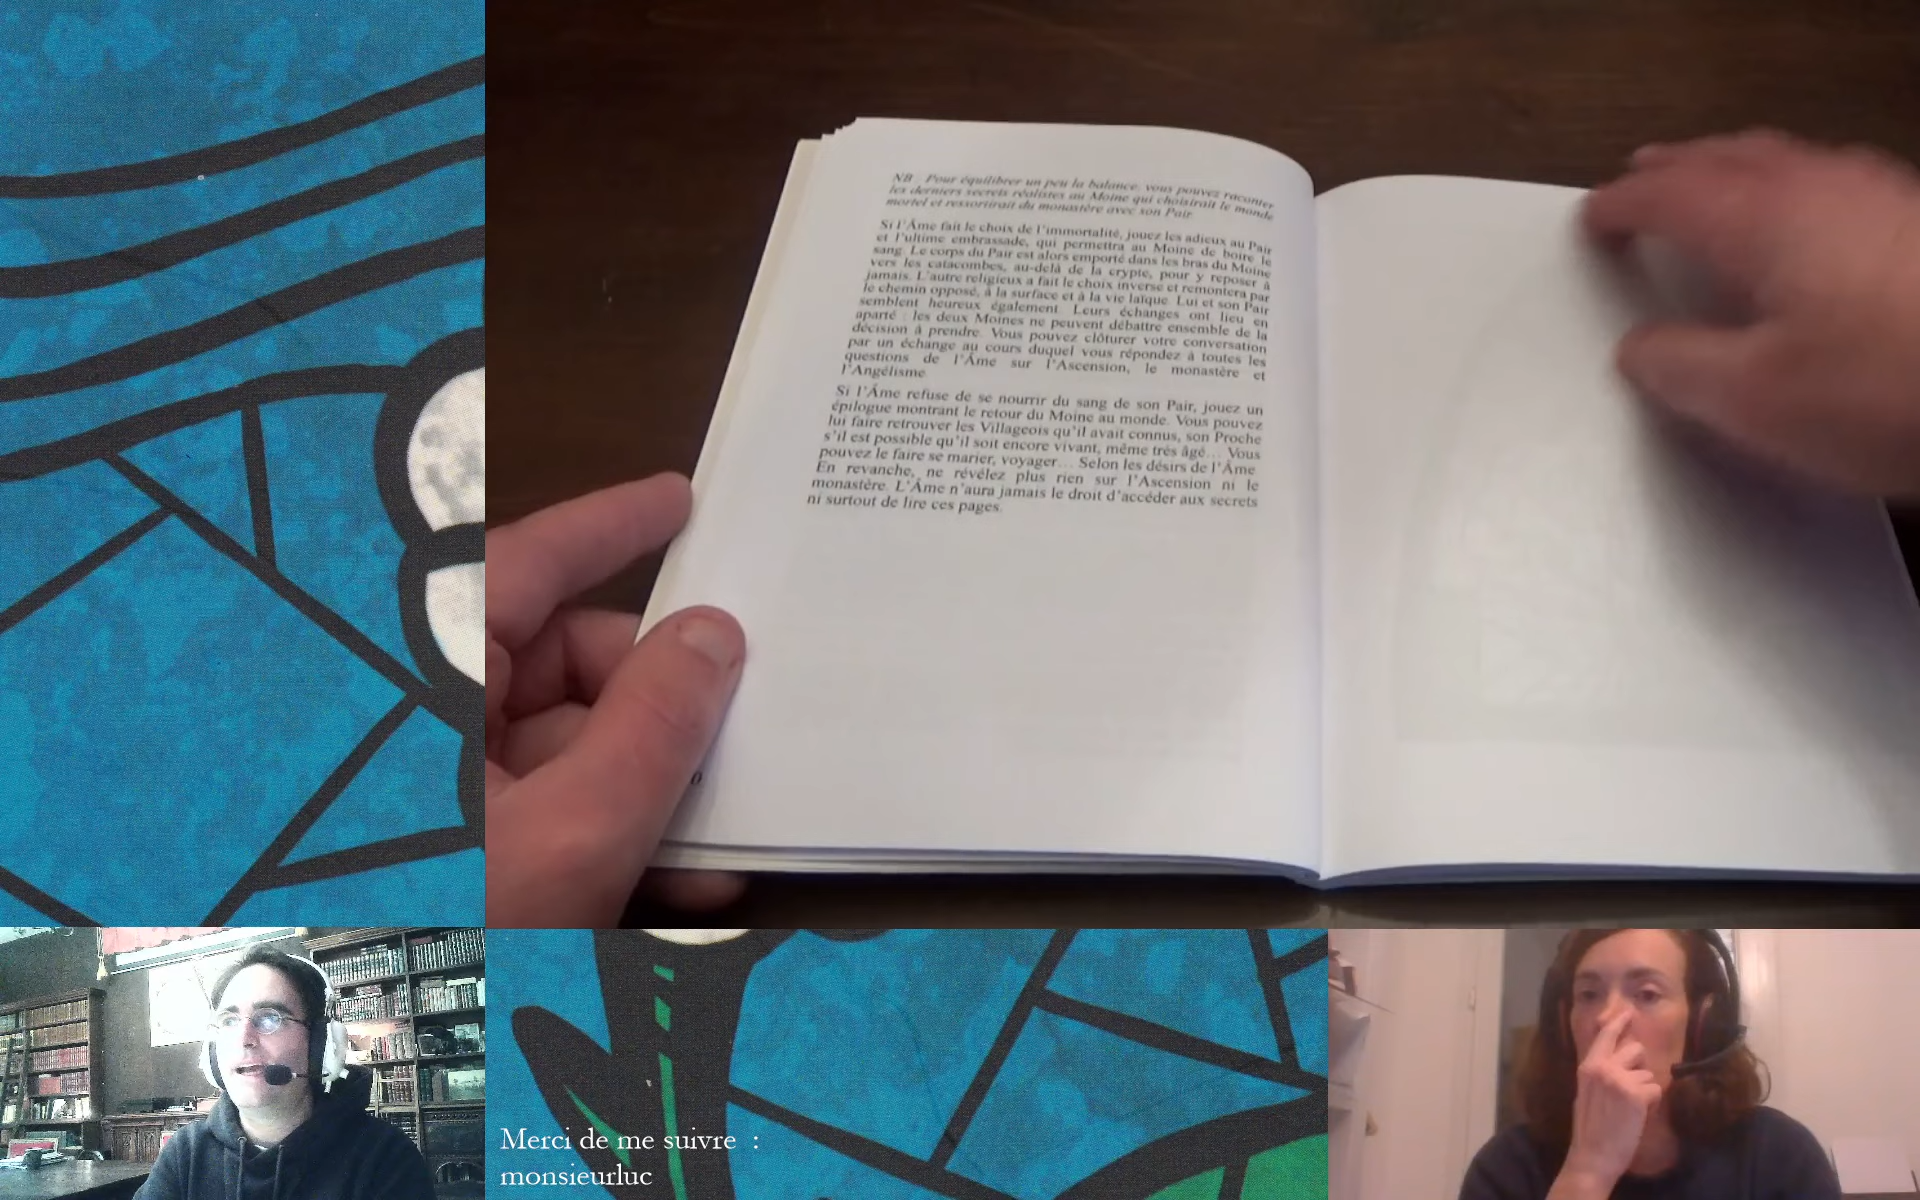 NB : Pour équilibrer un peu la balance, vous pouvez raconter
les derniers secrets réalistes au Moine qui choisirait le monde
mortel et ressortirait du monastère avec son Pair.
Si l'Âme fait le choix de l'immortalité, jouez les adieux au Pair
et l'ultime embrassade, qui permettra au Moine de boire le
sang. Le corps du Pair est alors emporté dans les bras du Moine
vers les catacombes, au-delà de la crypte, pour y reposer à
jamais. L'autre religieux a fait le choix inverse et remontera par
le chemin opposé, à la surface et à la vie laïque. Lui et son Pair
semblent heureux également. Leurs échanges ont lieu en
aparté : les deux Moines ne peuvent débattre ensemble de la
décision à prendre. Vous pouvez clôturer votre conversation
par un échange au cours duquel vous répondez à toutes les
questions de l'Âme sur l'Ascension, le monastère et
l'Angélisme.
Si l'Âme refuse de se nourrir du sang de son Pair, jouez un
épilogue montrant le retour du Moine au monde. Vous pouvez
lui faire retrouver les Villageois qu'il avait connus, son Proche
s'il est possible qu'il soit encore vivant, même très âgé… Vous
pouvez le faire se marier, voyager… Selon les désirs de l'Âme.
En revanche, ne révélez plus rien sur l'Ascension ni le
monastère. L'Âme n'aura jamais le droit d'accéder aux secrets
ni surtout de lire ces pages.
0
Merci de me suivre :
monsieurluc